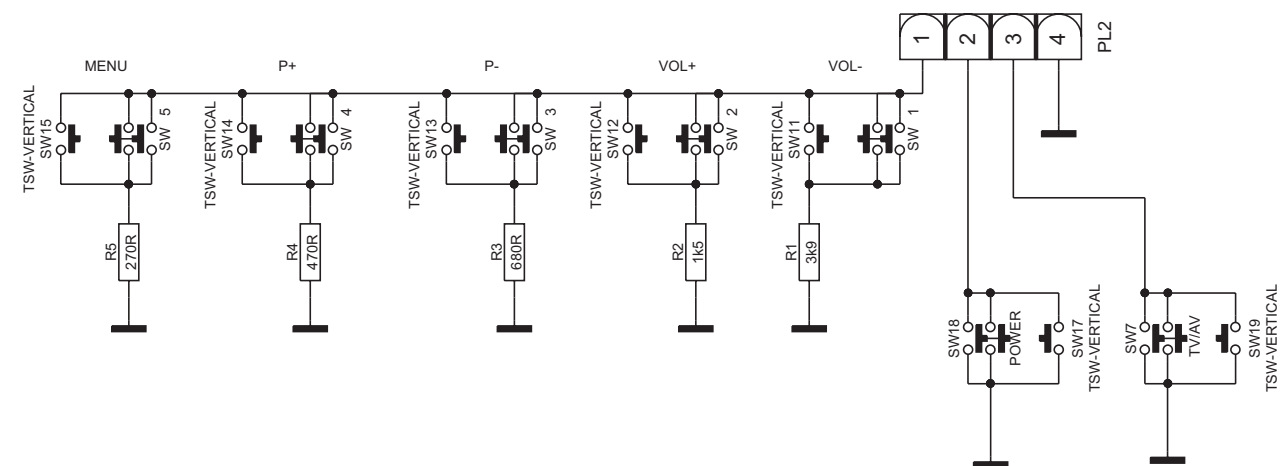 1 2 3 4
PL2
MENU P+ P- VOL+ VOL-
TSW-VERTICAL
SW15
SW 5
TSW-VERTICAL
SW14
SW 4
TSW-VERTICAL
SW13
SW 3
TSW-VERTICAL
SW12
SW 2
TSW-VERTICAL
SW11
SW 1
R5
270R
R4
470R
R3
680R
R2
1k5
R1
3k9
SW18
POWER
SW17
TSW-VERTICAL
SW7
TV/AV
SW19
TSW-VERTICAL